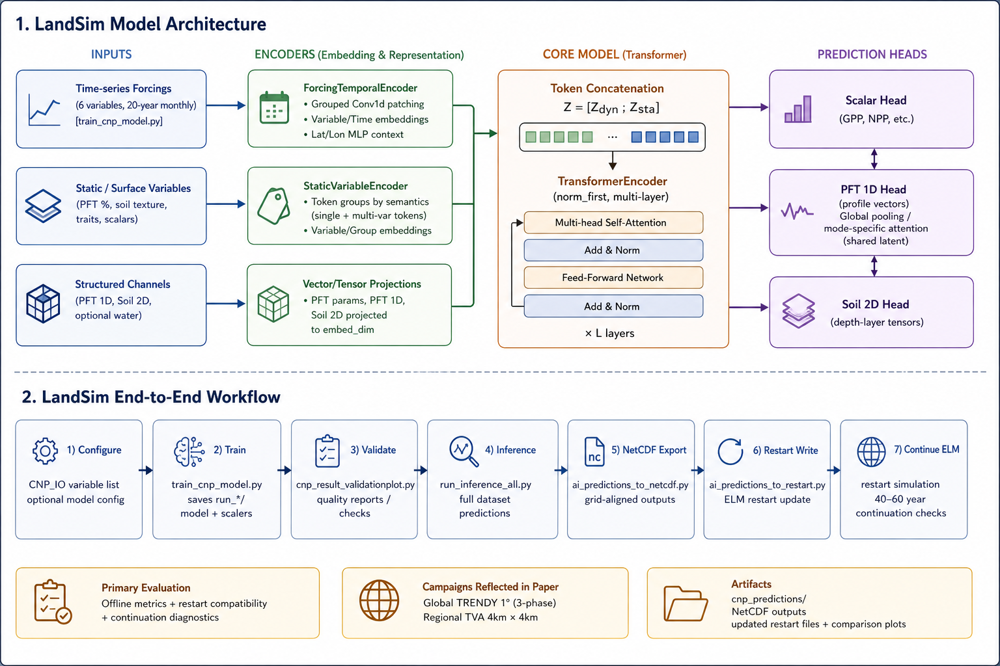 1. LandSim Model Architecture
INPUTS
ENCODERS (Embedding & Representation)
CORE MODEL (Transformer)
PREDICTION HEADS
Time-series Forcings
(6 variables, 20-year monthly)
[train_cnp_model.py]
Static / Surface Variables
(PFT %, soil texture,
traits, scalars)
Structured Channels
(PFT 1D, Soil 2D,
optional water)
ForcingTemporalEncoder
• Grouped Conv1d patching
• Variable/Time embeddings
• Lat/Lon MLP context
StaticVariableEncoder
• Token groups by semantics
(single + multi-var tokens)
• Variable/Group embeddings
Vector/Tensor Projections
• PFT params, PFT 1D,
Soil 2D projected
to embed_dim
Token Concatenation
Z = [Zdyn ; Zsta]
...
TransformerEncoder
(norm_first, multi-layer)
Multi-head Self-Attention
Add & Norm
Feed-Forward Network
Add & Norm
× L layers
Scalar Head
(GPP, NPP, etc.)
PFT 1D Head
(profile vectors)
Global pooling /
mode-specific attention
(shared latent)
Soil 2D Head
(depth-layer tensors)
2. LandSim End-to-End Workflow
1) Configure
CNP_IO variable list
optional model config
2) Train
train_cnp_model.py
saves run_*/
model + scalers
3) Validate
cnp_result_validationplot.py
quality reports /
checks
4) Inference
run_inference_all.py
full dataset
predictions
nc
5) NetCDF Export
ai_predictions_to_netcdf.py
grid-aligned outputs
6) Restart Write
ai_predictions_to_restart.py
ELM restart update
7) Continue ELM
restart simulation
40–60 year
continuation checks
Primary Evaluation
Offline metrics + restart compatibility
+ continuation diagnostics
Campaigns Reflected in Paper
Global TRENDY 1° (3-phase)
Regional TVA 4km × 4km
Artifacts
cnp_predictions/
NetCDF outputs
updated restart files + comparison plots